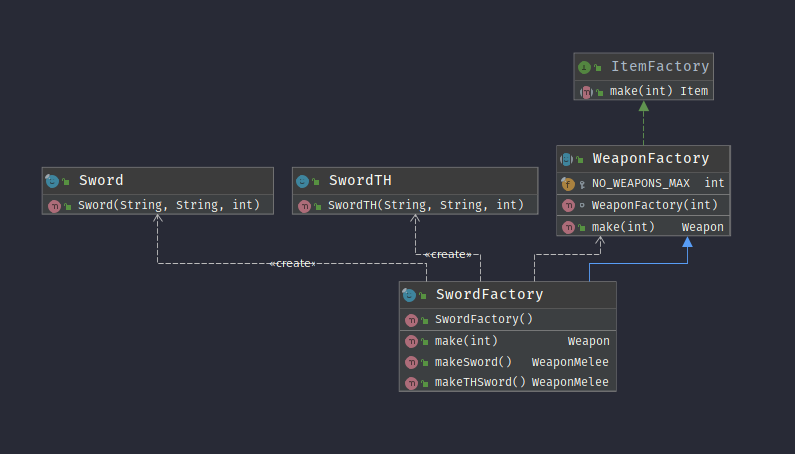 ItemFactory
make(int) Item
WeaponFactory
NO_WEAPONS_MAX int
WeaponFactory(int)
make(int) Weapon
Sword
Sword(String, String, int)
SwordTH
SwordTH(String, String, int)
«create»
«create»
SwordFactory
SwordFactory()
make(int) Weapon
makeSword() WeaponMelee
makeTHSword() WeaponMelee